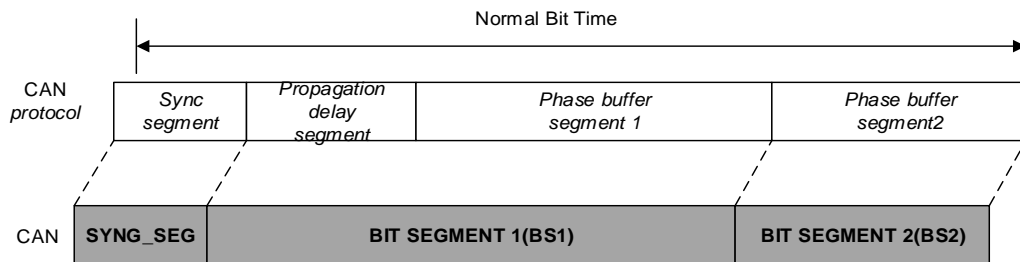 Normal Bit Time
CAN
protocol
Sync
segment
Propagation
delay
segment
Phase buffer
segment 1
Phase buffer
segment2
CAN
SYNG_SEG
BIT SEGMENT 1(BS1)
BIT SEGMENT 2(BS2)